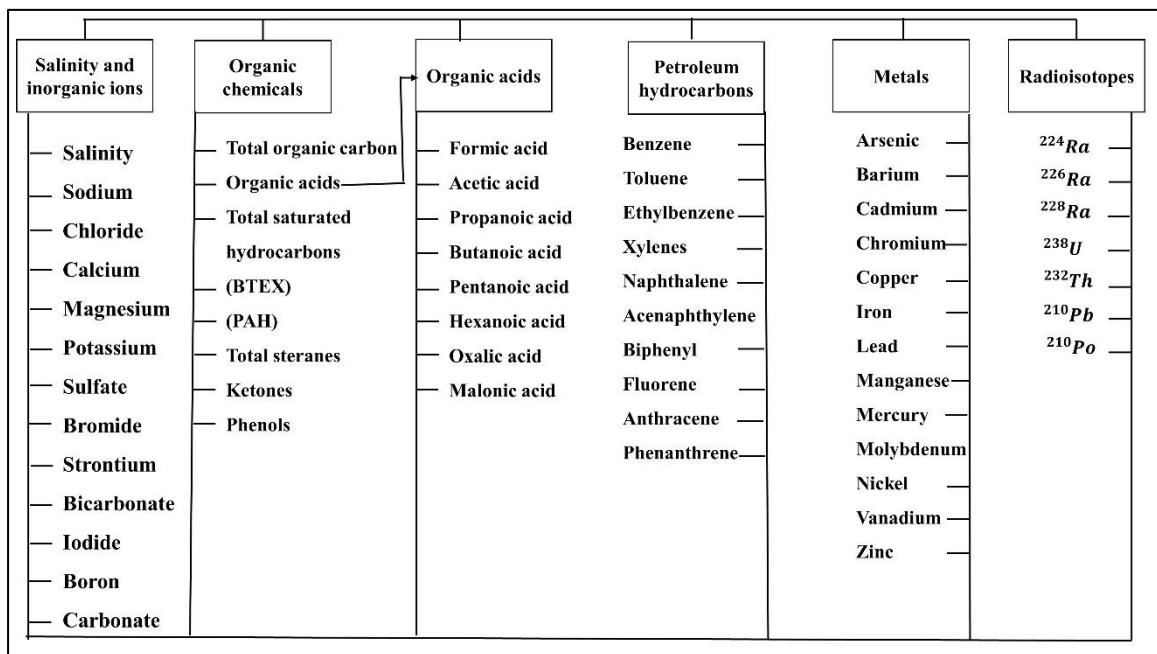 Salinity and
inorganic ions
Salinity
Sodium
Chloride
Calcium
Magnesium
Potassium
Sulfate
Bromide
Strontium
Bicarbonate
Iodide
Boron
Carbonate
Organic
chemicals
Total organic carbon
Organic acids
Total saturated
hydrocarbons
(BTEX)
(PAH)
Total steranes
Ketones
Phenols
Organic acids
Formic acid
Acetic acid
Propanoic acid
Butanoic acid
Pentanoic acid
Hexanoic acid
Oxalic acid
Malonic acid
Petroleum
hydrocarbons
Benzene
Toluene
Ethylbenzene
Xylenes
Naphthalene
Acenaphthylene
Biphenyl
Fluorene
Anthracene
Phenanthrene
Metals
Arsenic
Barium
Cadmium
Chromium
Copper
Iron
Lead
Manganese
Mercury
Molybdenum
Nickel
Vanadium
Zinc
Radioisotopes
²²⁴Ra
²²⁶Ra
²²⁸Ra
²³⁸U
²³²Th
²¹⁰Pb
²¹⁰Po